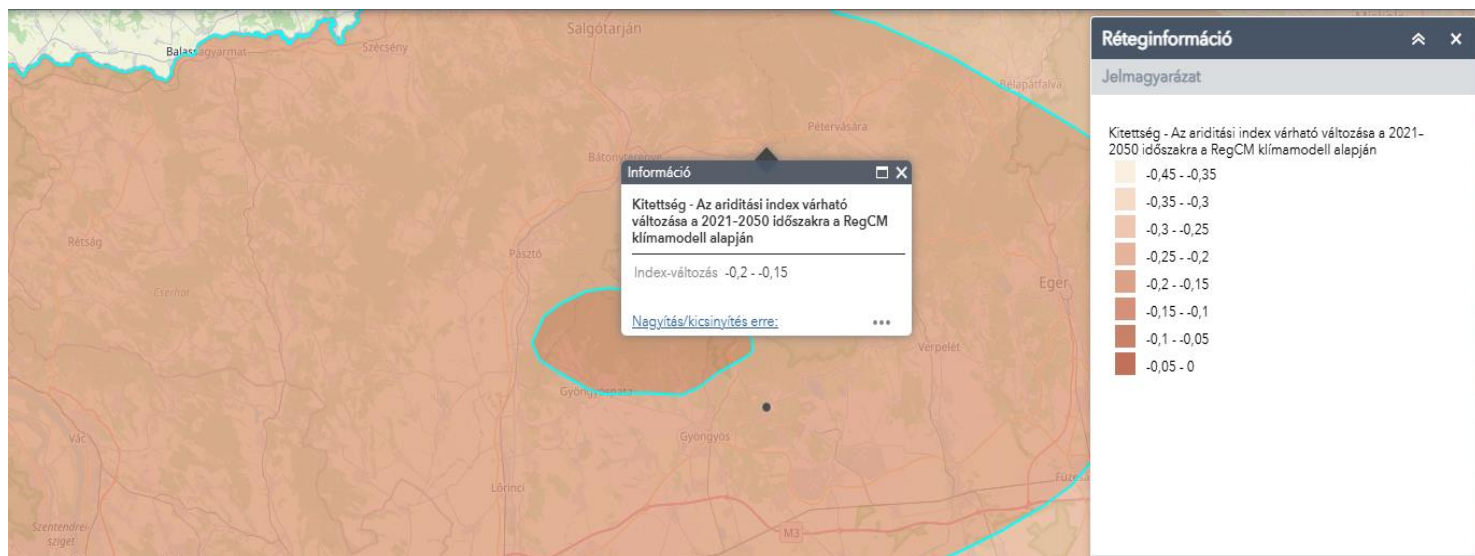 Salgótarján
Balassagyarmat
Szécsény
Bélapátfalva
Pétervására
Bátonyterenye
Rétság
Pásztó
Cserhát
Eger
Verpelét
Gyöngyöspata
Gyöngyös
Vác
Lőrinci
Szentendrei-
sziget
M3
Információ
Kitettség - Az ariditási index várható
változása a 2021-2050 időszakra a RegCM
klímamodell alapján
Index-változás -0,2 - -0,15
Nagyítás/kicsinyítés erre:
Réteginformáció
Jelmagyarázat
Kitettség - Az ariditási index várható változása a 2021-
2050 időszakra a RegCM klímamodell alapján
-0,45 - -0,35
-0,35 - -0,3
-0,3 - -0,25
-0,25 - -0,2
-0,2 - -0,15
-0,15 - -0,1
-0,1 - -0,05
-0,05 - 0